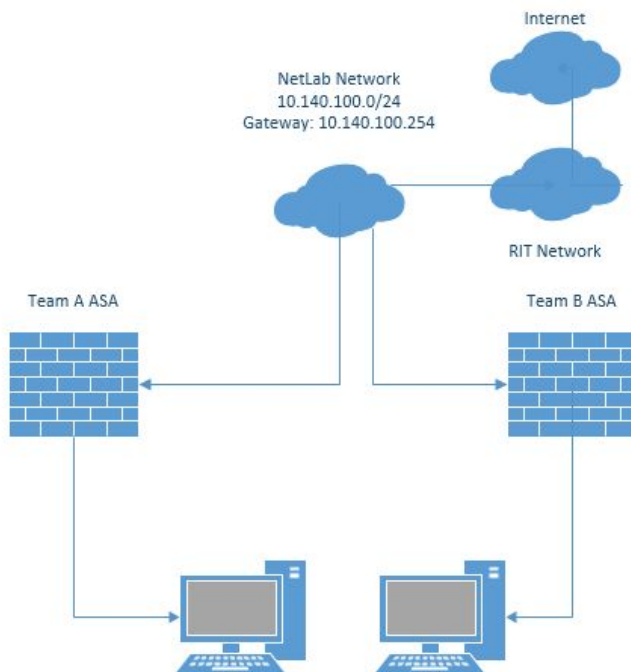 Internet
NetLab Network
10.140.100.0/24
Gateway: 10.140.100.254
RIT Network
Team A ASA
Team B ASA